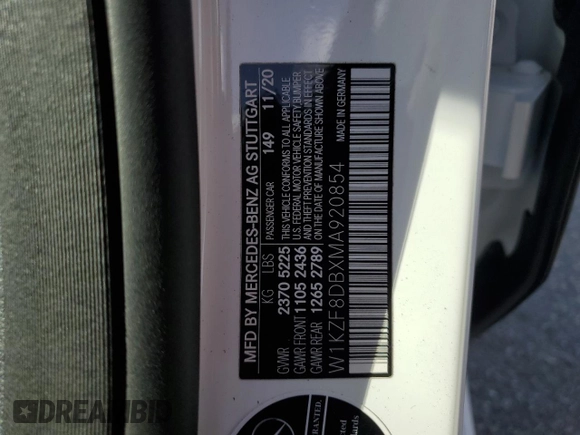 MFD BY MERCEDES-BENZ AG STUTTGART
PASSENGER CAR 149 11/20
KG LBS
GVWR 2370 5225
GAWR FRONT 1105 2436
GAWR REAR 1265 2789
THIS VEHICLE CONFORMS TO ALL APPLICABLE
U.S. FEDERAL MOTOR VEHICLE SAFETY BUMPER,
AND THEFT PREVENTION STANDARDS IN EFFECT
ON THE DATE OF MANUFACTURE SHOWN ABOVE.
MADE IN GERMANY
W1KZF8DBXMA920854
DREAMBID